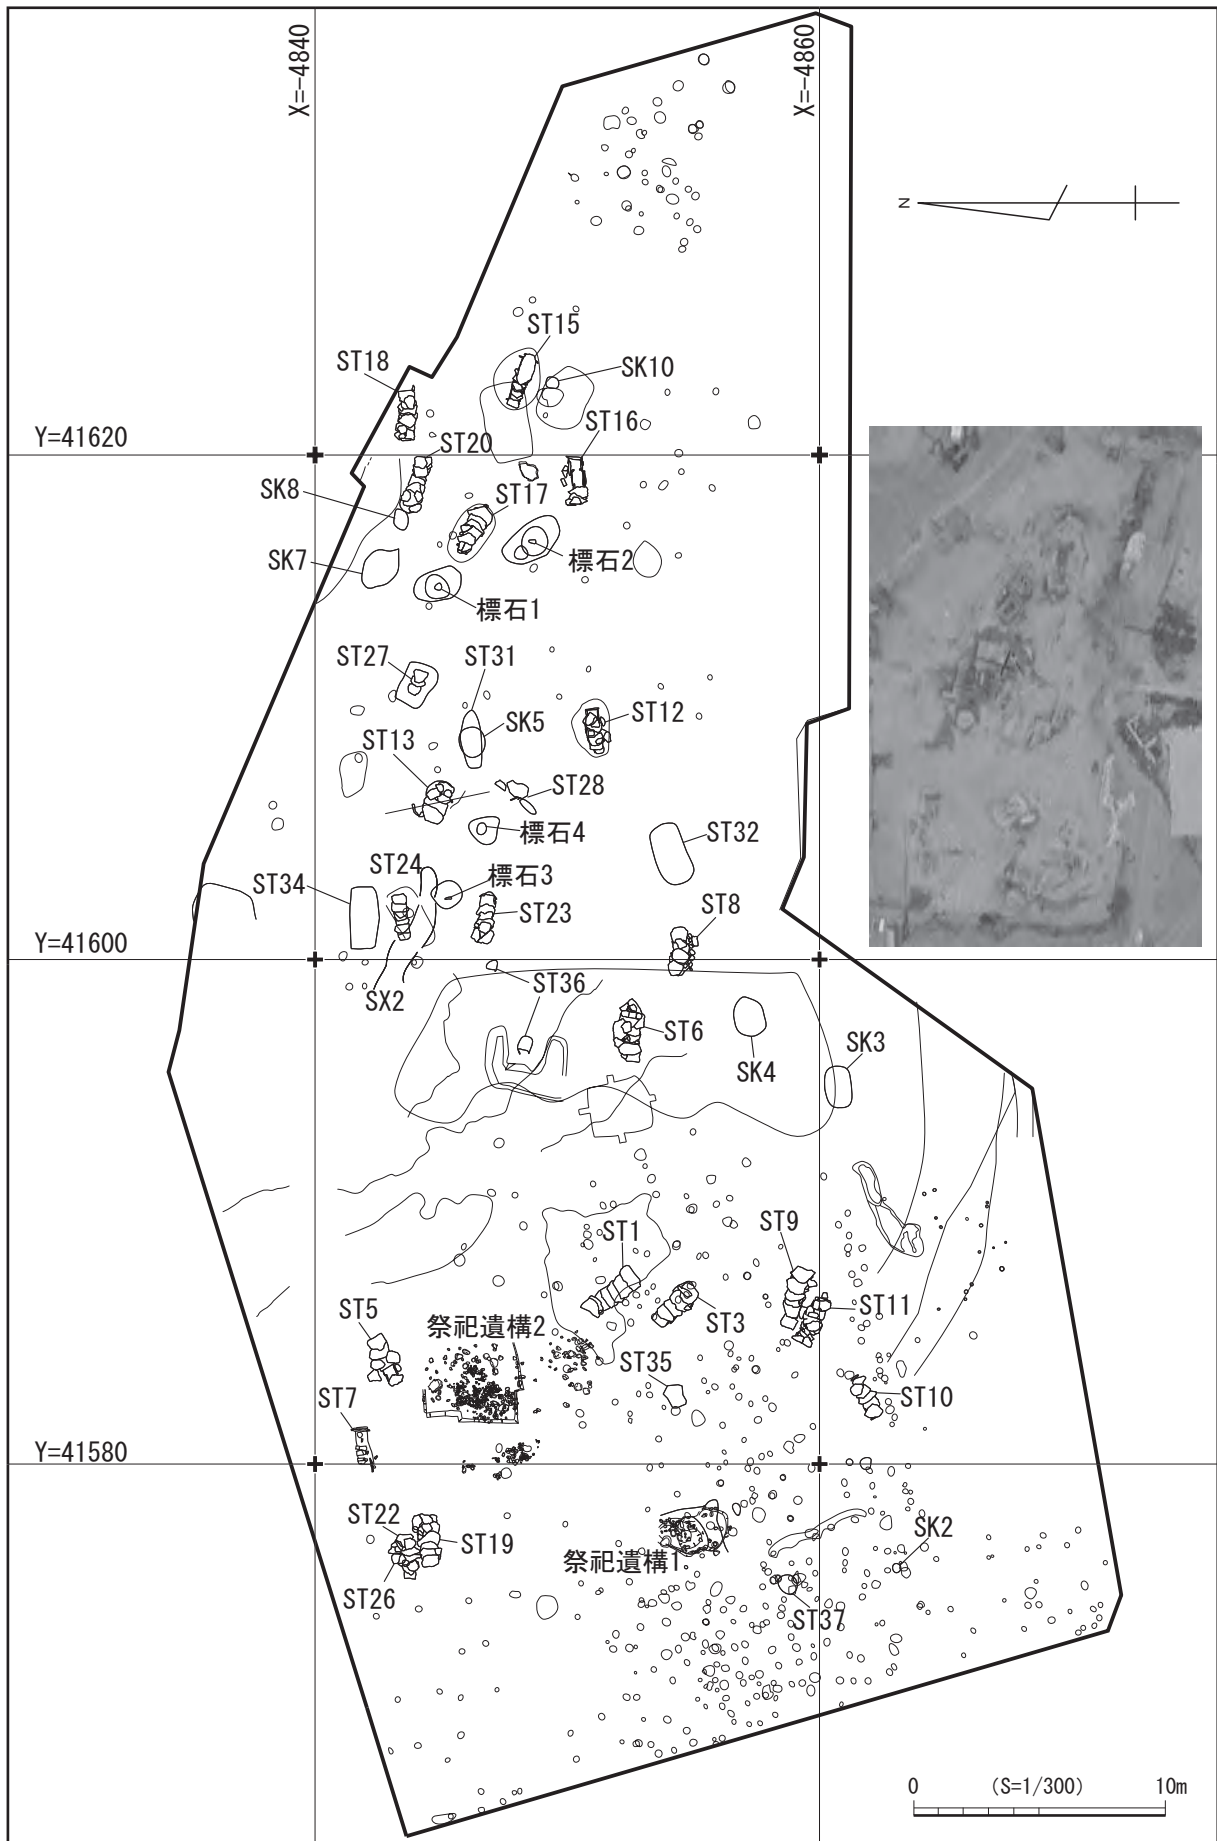 X=-4840
X=-4860
N
ST15
ST18
SK10
Y=41620
ST20
ST16
SK8
ST17
SK7
標石2
標石1
ST27
ST31
ST12
SK5
ST13
ST28
標石4
ST32
ST24
標石3
ST34
ST23
ST8
Y=41600
SX2
ST36
ST6
SK4
SK3
ST1
ST9
ST5
祭祀遺構2
ST3
ST11
ST35
ST7
ST10
Y=41580
ST22
ST19
SK2
祭祀遺構1
ST26
ST37
0 (S=1/300) 10m